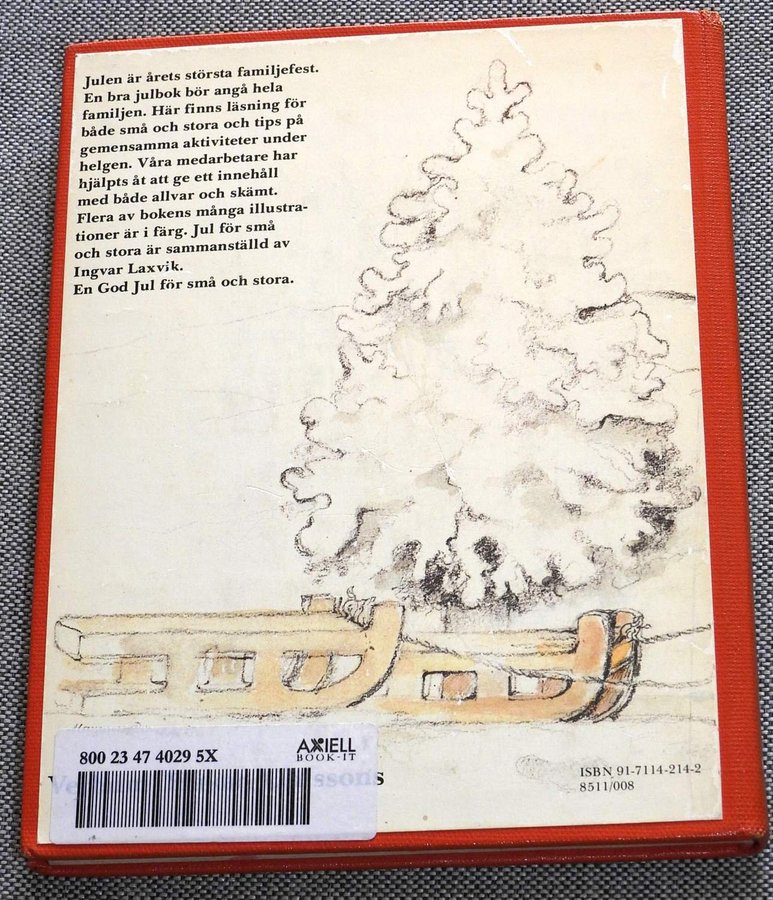 Julen är årets största familjefest.
En bra julbok bör angå hela
familjen. Här finns läsning för
både små och stora och tips på
gemensamma aktiviteter under
helgen. Våra medarbetare har
hjälpts åt att ge ett innehåll
med både allvar och skämt.
Flera av bokens många illustra-
tioner är i färg. Jul för små
och stora är sammanställd av
Ingvar Laxvik.
En God Jul för små och stora.
800 23 47 4029 5X
AXIELL
BOOK-IT
ISBN 91-7114-214-2
8511/008